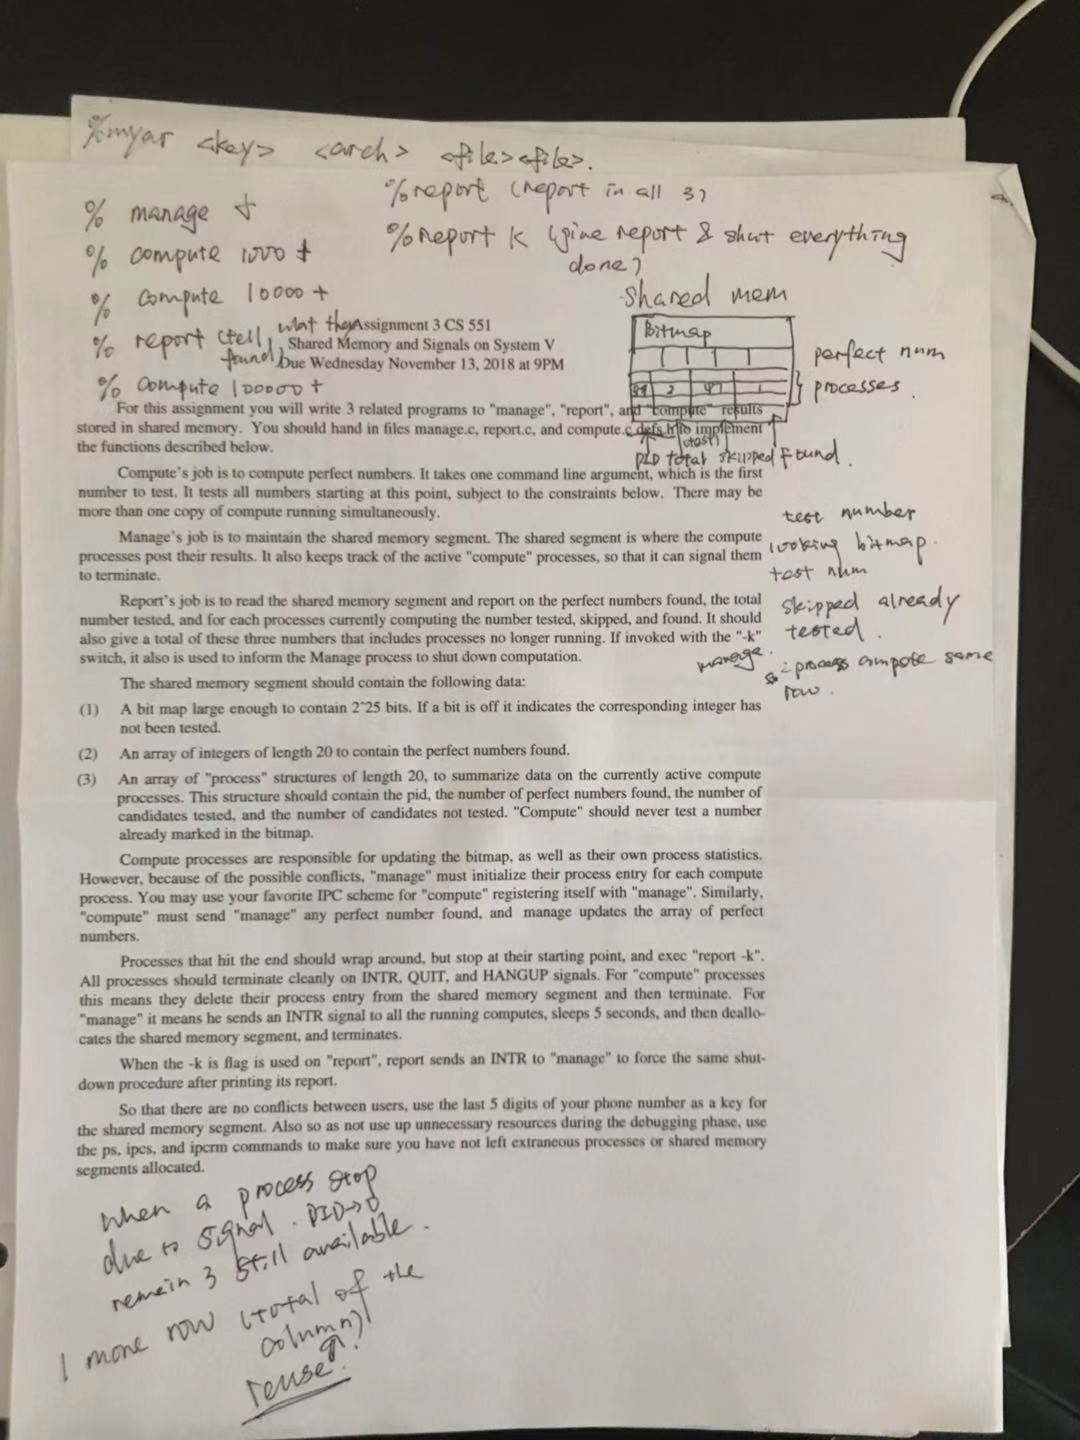 %myar <key> <arch> <file><file>.
%report (report in all 3)
% manage &
%report k (give report & shut everything
done)
% compute 1000 &
% compute 10000 &
% report (tell what they
found)
% compute 100000 &
shared mem
Bitmap
perfect num
processes.
2
1
PID total skipped found.
(test)
Assignment 3 CS 551
Shared Memory and Signals on System V
Due Wednesday November 13, 2018 at 9PM
For this assignment you will write 3 related programs to "manage", "report", and "compute" results
stored in shared memory. You should hand in files manage.c, report.c, and compute.c defs.h to implement
the functions described below.
Compute's job is to compute perfect numbers. It takes one command line argument, which is the first
number to test. It tests all numbers starting at this point, subject to the constraints below. There may be
more than one copy of compute running simultaneously.
Manage's job is to maintain the shared memory segment. The shared segment is where the compute
processes post their results. It also keeps track of the active "compute" processes, so that it can signal them
to terminate.
test number
looking bitmap.
test num
skipped already
tested.
manage.
2 process compute same
row.
Report's job is to read the shared memory segment and report on the perfect numbers found, the total
number tested, and for each processes currently computing the number tested, skipped, and found. It should
also give a total of these three numbers that includes processes no longer running. If invoked with the "-k"
switch, it also is used to inform the Manage process to shut down computation.
The shared memory segment should contain the following data:
(1) A bit map large enough to contain 2^25 bits. If a bit is off it indicates the corresponding integer has
not been tested.
(2) An array of integers of length 20 to contain the perfect numbers found.
(3) An array of "process" structures of length 20, to summarize data on the currently active compute
processes. This structure should contain the pid, the number of perfect numbers found, the number of
candidates tested, and the number of candidates not tested. "Compute" should never test a number
already marked in the bitmap.
Compute processes are responsible for updating the bitmap, as well as their own process statistics.
However, because of the possible conflicts, "manage" must initialize their process entry for each compute
process. You may use your favorite IPC scheme for "compute" registering itself with "manage". Similarly,
"compute" must send "manage" any perfect number found, and manage updates the array of perfect
numbers.
Processes that hit the end should wrap around, but stop at their starting point, and exec "report -k".
All processes should terminate cleanly on INTR, QUIT, and HANGUP signals. For "compute" processes
this means they delete their process entry from the shared memory segment and then terminate. For
"manage" it means he sends an INTR signal to all the running computes, sleeps 5 seconds, and then deallo-
cates the shared memory segment, and terminates.
When the -k is flag is used on "report", report sends an INTR to "manage" to force the same shut-
down procedure after printing its report.
So that there are no conflicts between users, use the last 5 digits of your phone number as a key for
the shared memory segment. Also so as not use up unnecessary resources during the debugging phase, use
the ps, ipcs, and ipcrm commands to make sure you have not left extraneous processes or shared memory
segments allocated.
when a process stop
due to signal. PID→0
remain 3 still available.
1 more row (total of the
column)
reuse?